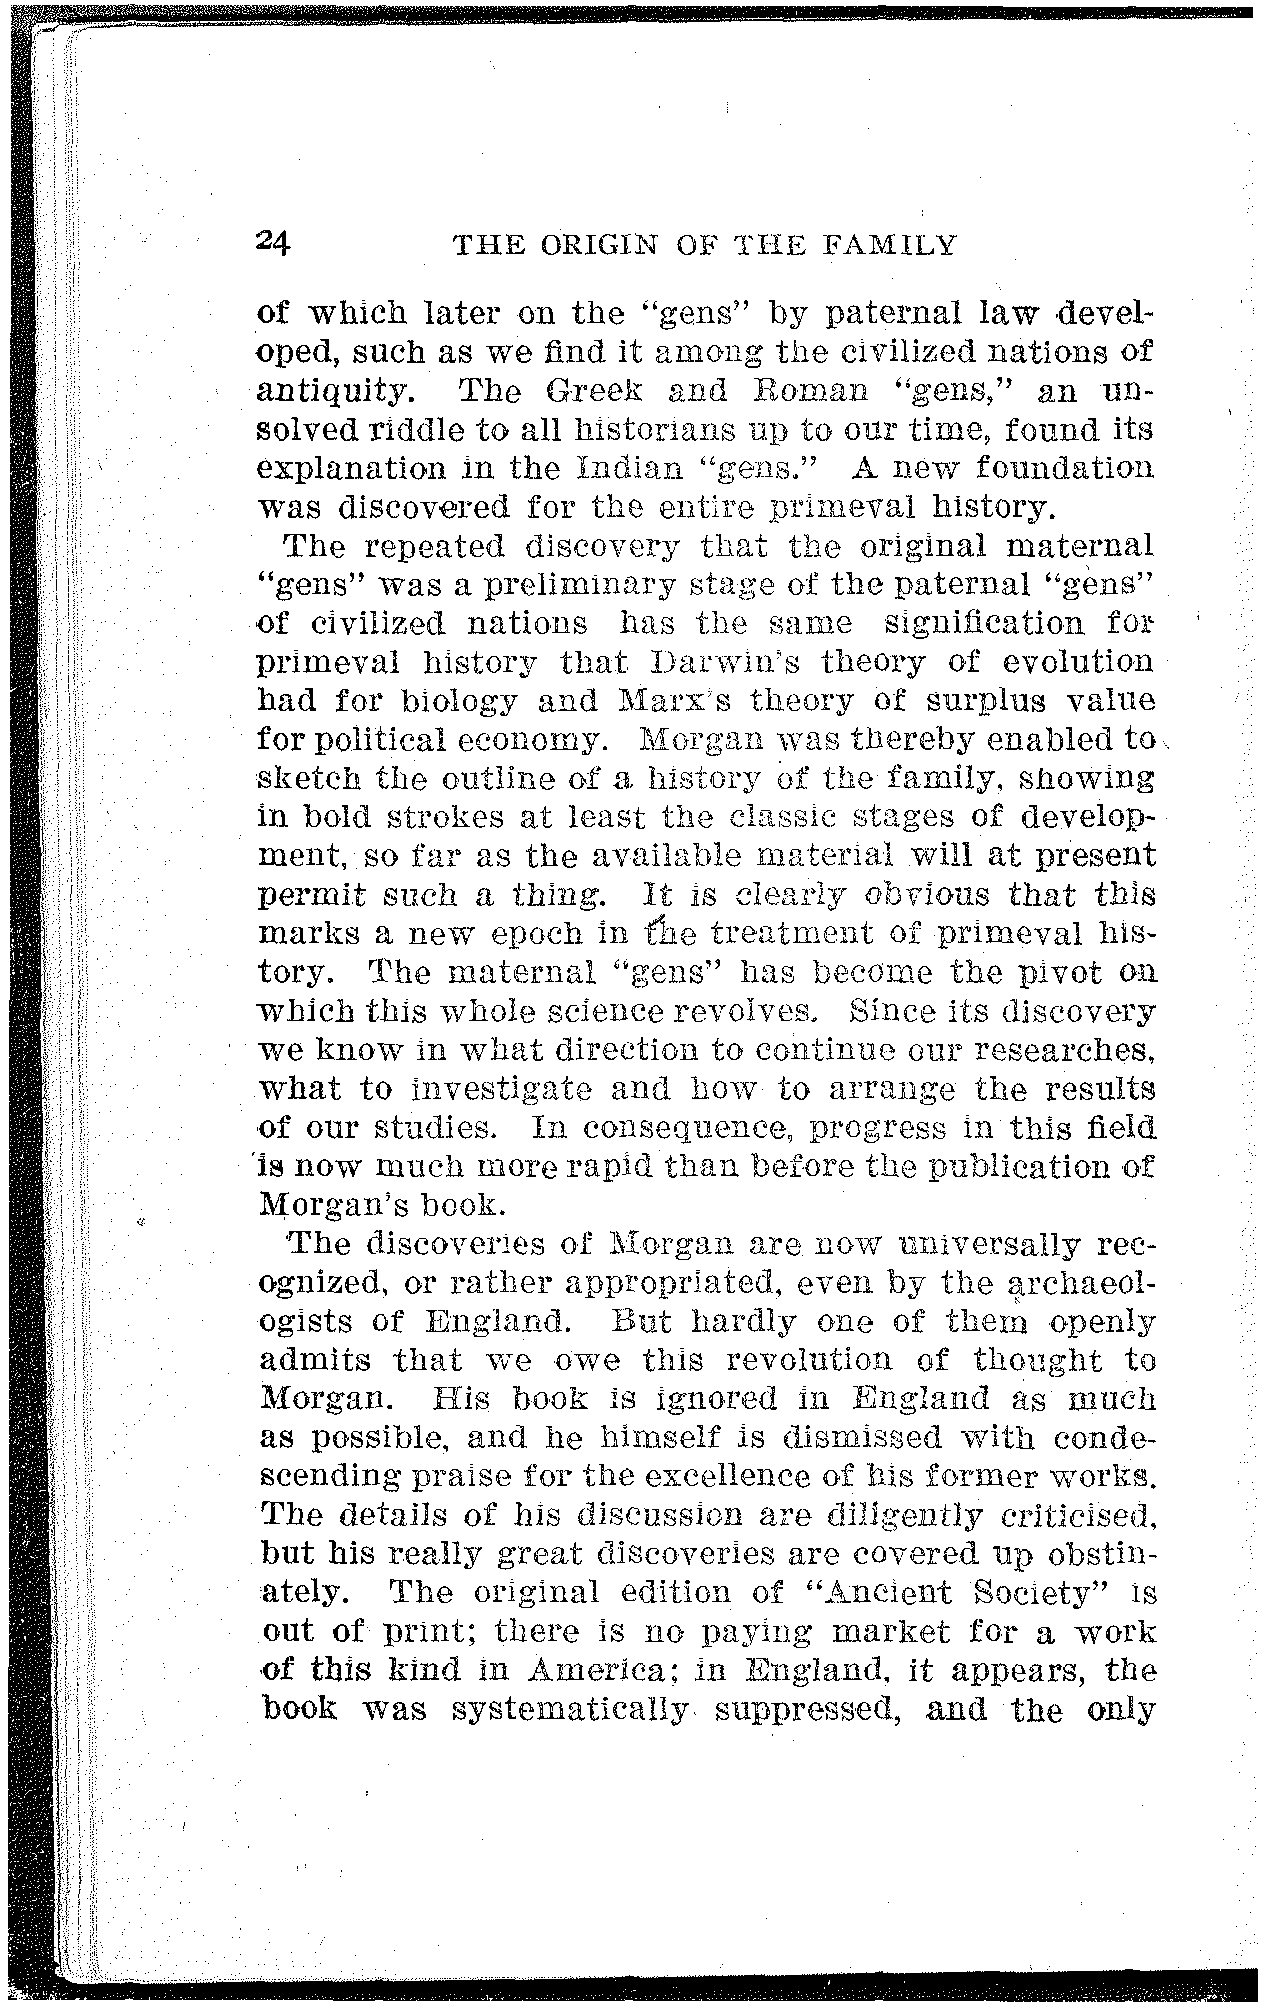 24 THE ORIGIN OF THE FAMILY
of which later on the “gens” by paternal law devel-
oped, such as we find it among the civilized nations of
antiquity. The Greek and Roman “gens,” an un-
solved riddle to all historians up to our time, found its
explanation in the Indian “gens.” A new foundation
was discovered for the entire primeval history.
The repeated discovery that the original maternal
“gens” was a preliminary stage of the paternal “gens”
of civilized nations has the same signification for
primeval history that Darwin's theory of evolution
had for biology and Marx's theory of surplus value
for political economy. Morgan was thereby enabled to
sketch the outline of a history of the family, showing
in bold strokes at least the classic stages of develop-
ment, so far as the available material will at present
permit such a thing. It is clearly obvious that this
marks a new epoch in the treatment of primeval his-
tory. The maternal “gens” has become the pivot on
which this whole science revolves. Since its discovery
we know in what direction to continue our researches,
what to investigate and how to arrange the results
of our studies. In consequence, progress in this field
is now much more rapid than before the publication of
Morgan's book.
The discoveries of Morgan are now universally rec-
ognized, or rather appropriated, even by the archaeol-
ogists of England. But hardly one of them openly
admits that we owe this revolution of thought to
Morgan. His book is ignored in England as much
as possible, and he himself is dismissed with conde-
scending praise for the excellence of his former works.
The details of his discussion are diligently criticised,
but his really great discoveries are covered up obstin-
ately. The original edition of “Ancient Society” is
out of print; there is no paying market for a work
of this kind in America; in England, it appears, the
book was systematically suppressed, and the only